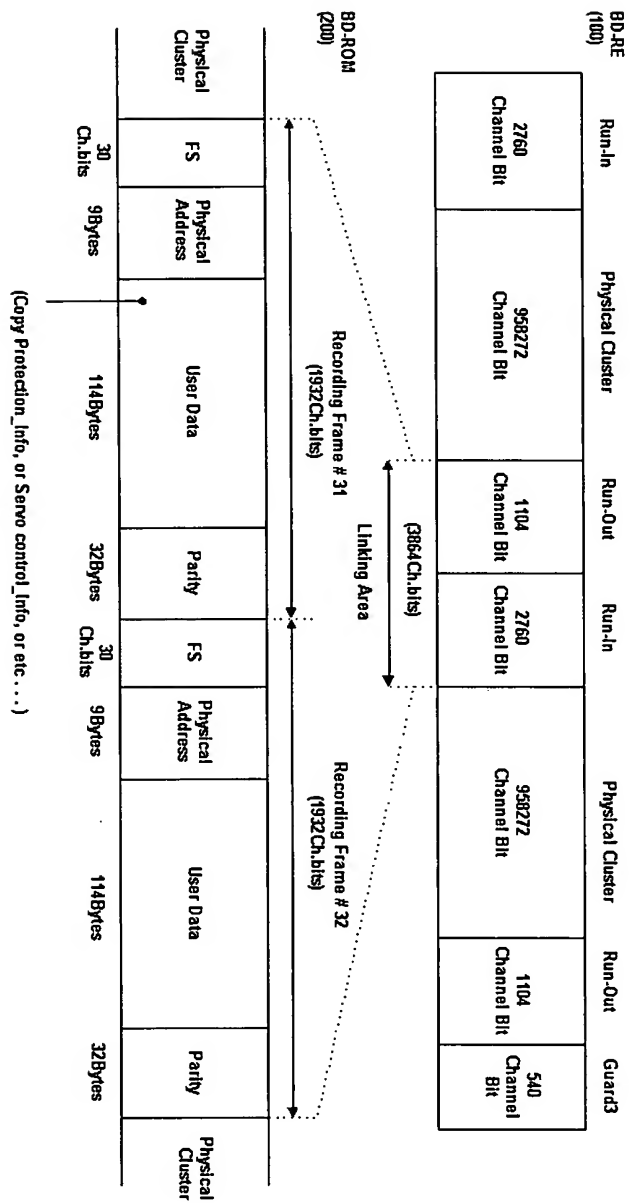 BD-RE
(100)
Run-In
Physical Cluster
Run-Out
Run-In
Physical Cluster
Run-Out
Guard3
2760
Channel Bit
958272
Channel Bit
1104
Channel Bit
2760
Channel Bit
958272
Channel Bit
1104
Channel Bit
540
Channel
Bit
(3864Ch.bits)
Linking Area
BD-ROM
(200)
Recording Frame # 31
(1932Ch.bits)
Recording Frame # 32
(1932Ch.bits)
Physical
Cluster
FS
Physical
Address
User Data
Parity
FS
Physical
Address
User Data
Parity
Physical
Cluster
30
Ch.bits
9Bytes
114Bytes
32Bytes
30
Ch.bits
9Bytes
114Bytes
32Bytes
(Copy Protection_Info, or Servo control_Info, or etc . . . )